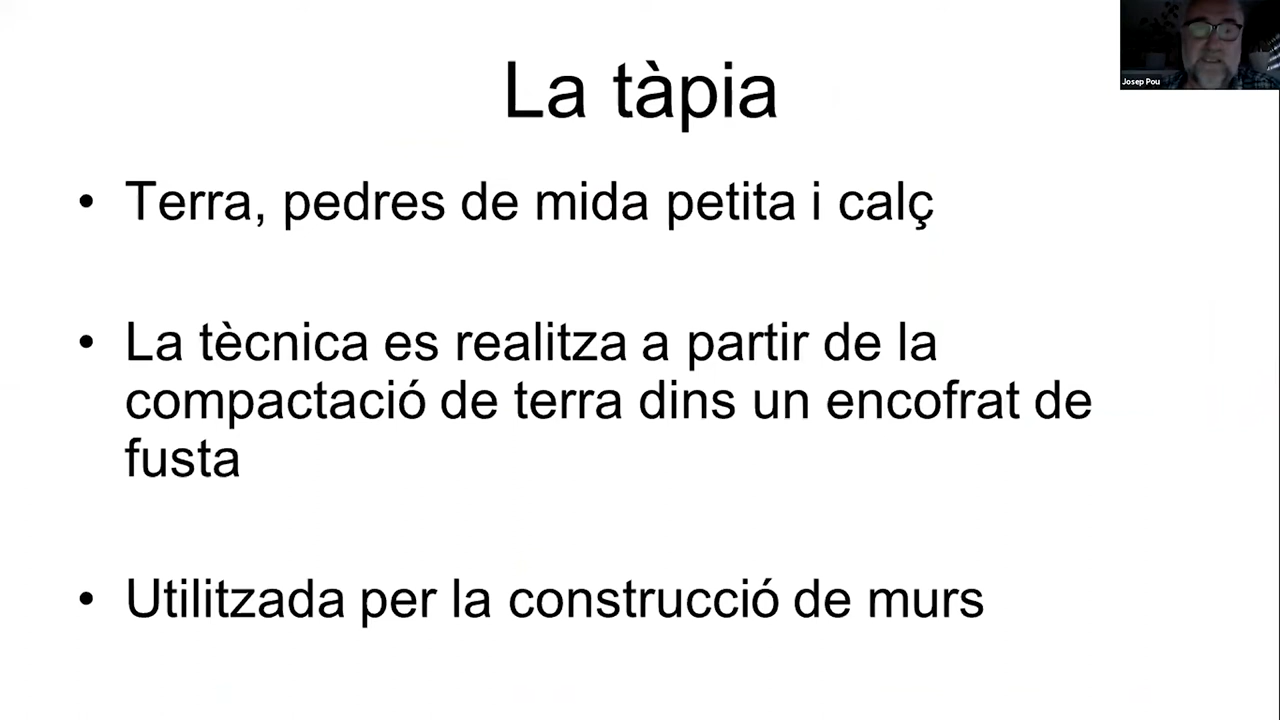 La tàpia
Josep Pou
• Terra, pedres de mida petita i calç
• La tècnica es realitza a partir de la
compactació de terra dins un encofrat de
fusta
• Utilitzada per la construcció de murs